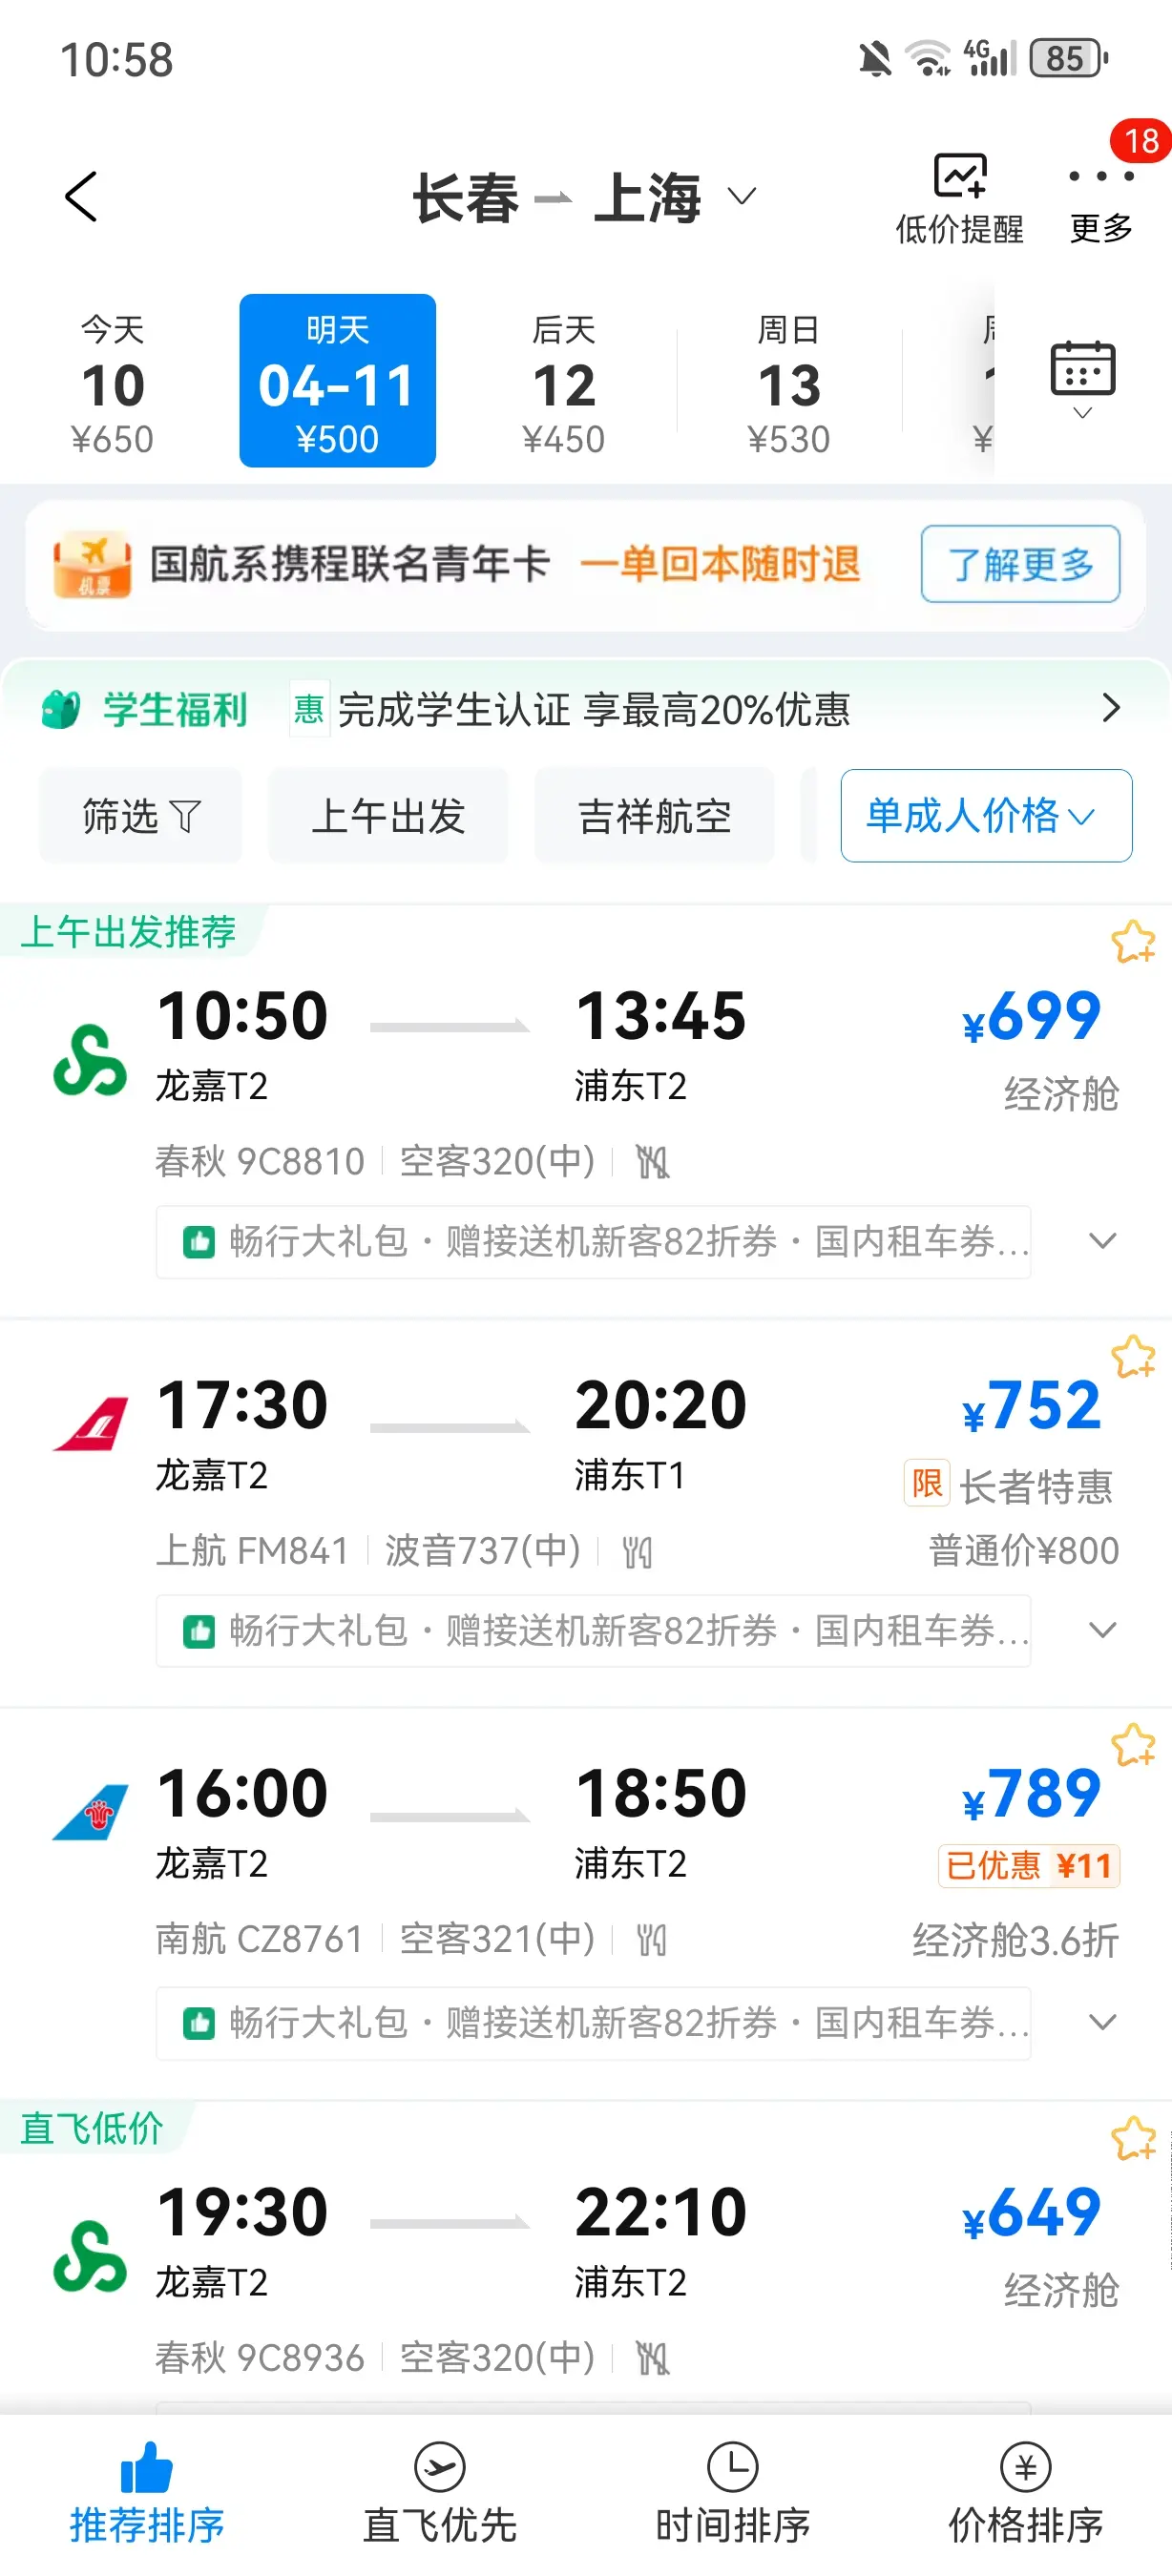 10:58
4G 85
18
长春 上海
低价提醒 更多
今天 明天 后天 周日
10 04-11 12 13
¥650 ¥500 ¥450 ¥530 ¥
机票 国航系携程联名青年卡 一单回本随时退 了解更多
学生福利 惠 完成学生认证 享最高20%优惠
筛选 上午出发 吉祥航空 单成人价格
上午出发推荐
10:50 13:45 ¥699
龙嘉T2 浦东T2 经济舱
春秋 9C8810 空客320(中)
畅行大礼包·赠接送机新客82折券·国内租车券...
17:30 20:20 ¥752
龙嘉T2 浦东T1 限 长者特惠
上航 FM841 波音737(中) 普通价¥800
畅行大礼包·赠接送机新客82折券·国内租车券...
16:00 18:50 ¥789
龙嘉T2 浦东T2 已优惠 ¥11
南航 CZ8761 空客321(中) 经济舱3.6折
畅行大礼包·赠接送机新客82折券·国内租车券...
直飞低价
19:30 22:10 ¥649
龙嘉T2 浦东T2 经济舱
春秋 9C8936 空客320(中)
推荐排序 直飞优先 时间排序 价格排序